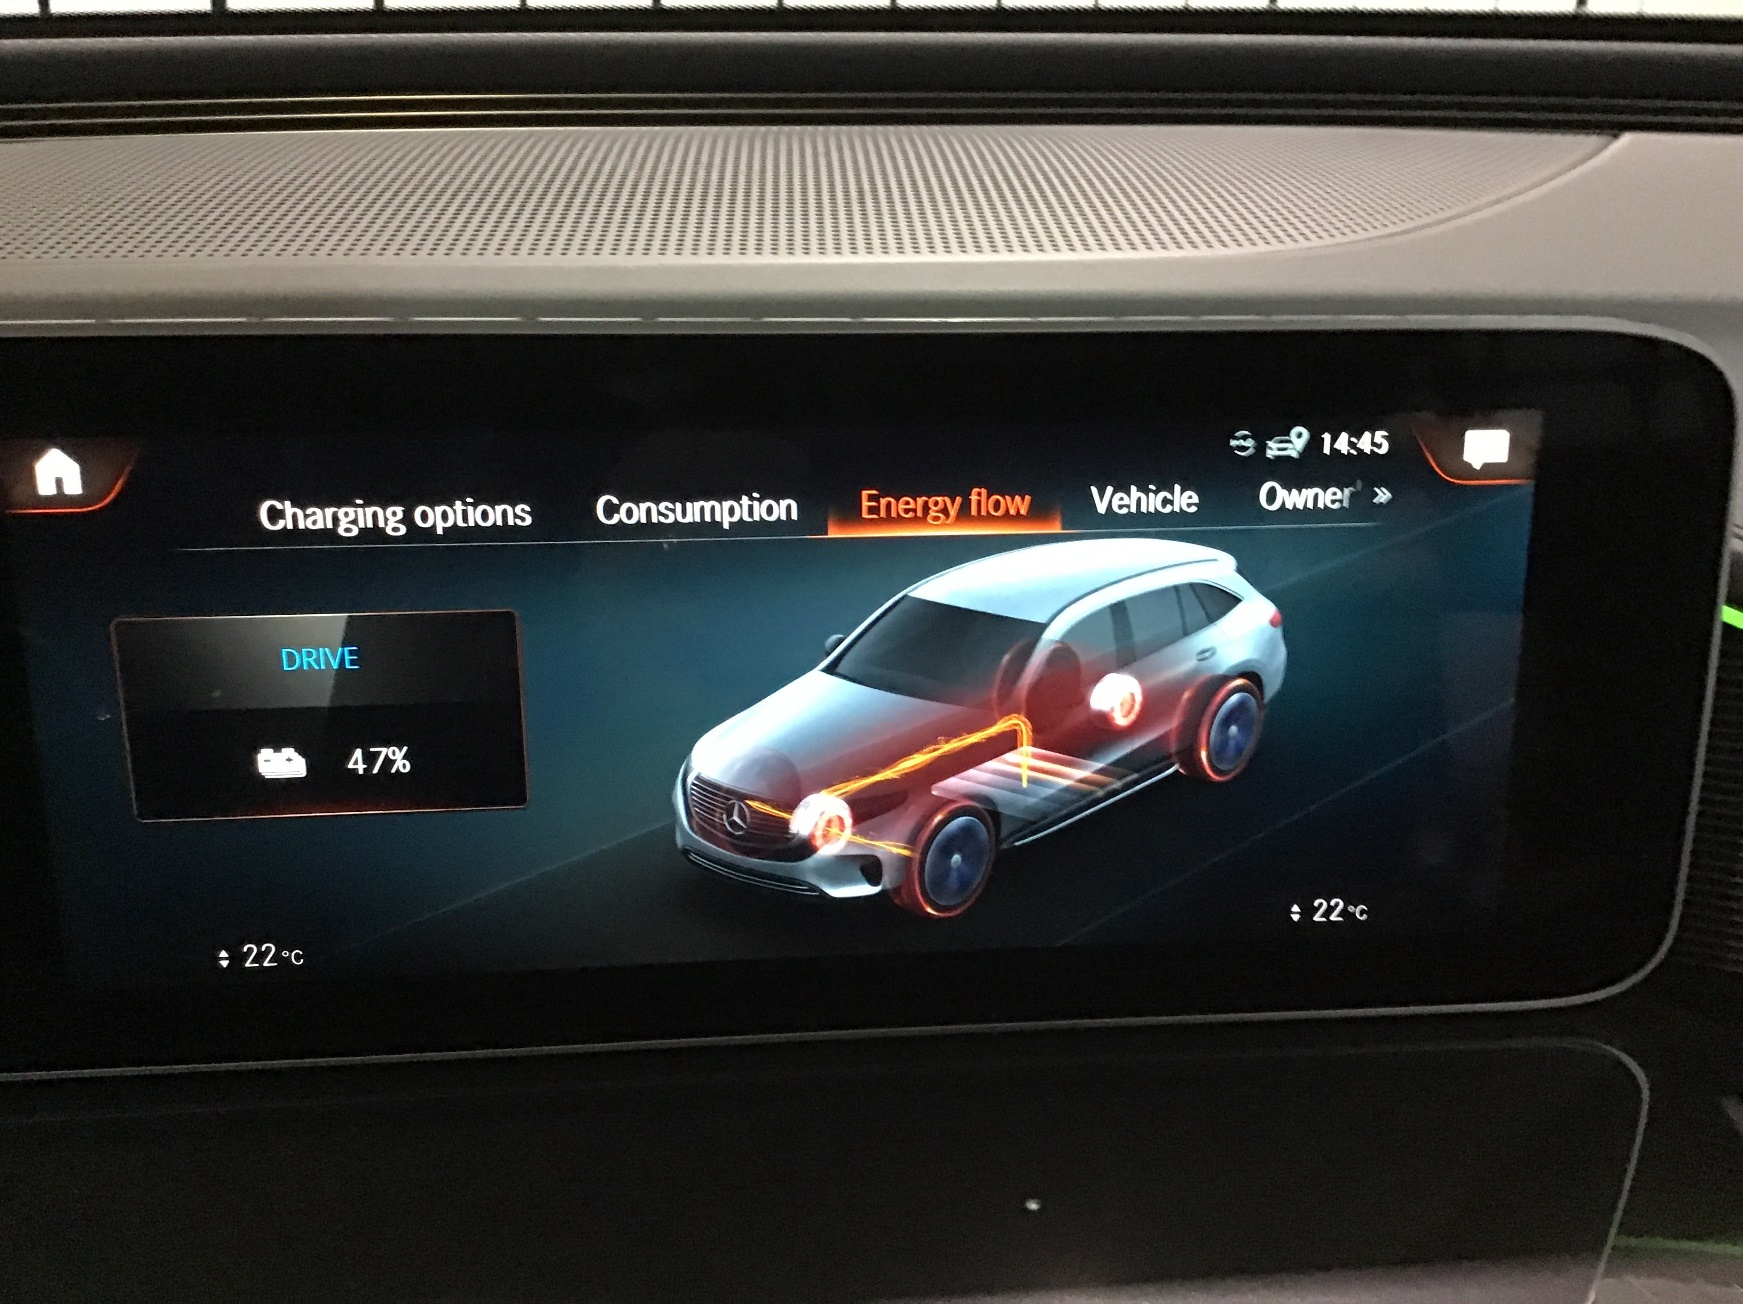 14:45
Charging options Consumption Energy flow Vehicle Owner' »
DRIVE
47%
22°C
22°C